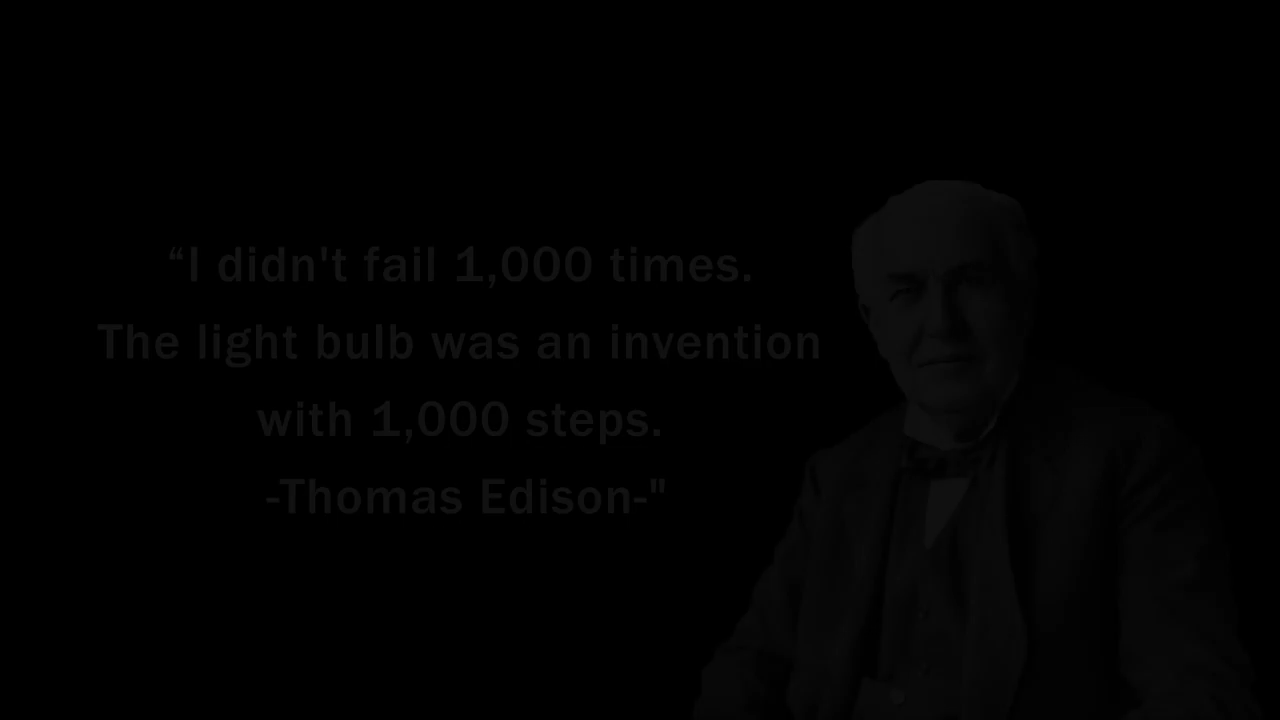 “I didn't fail 1,000 times.
The light bulb was an invention
with 1,000 steps.
-Thomas Edison-"